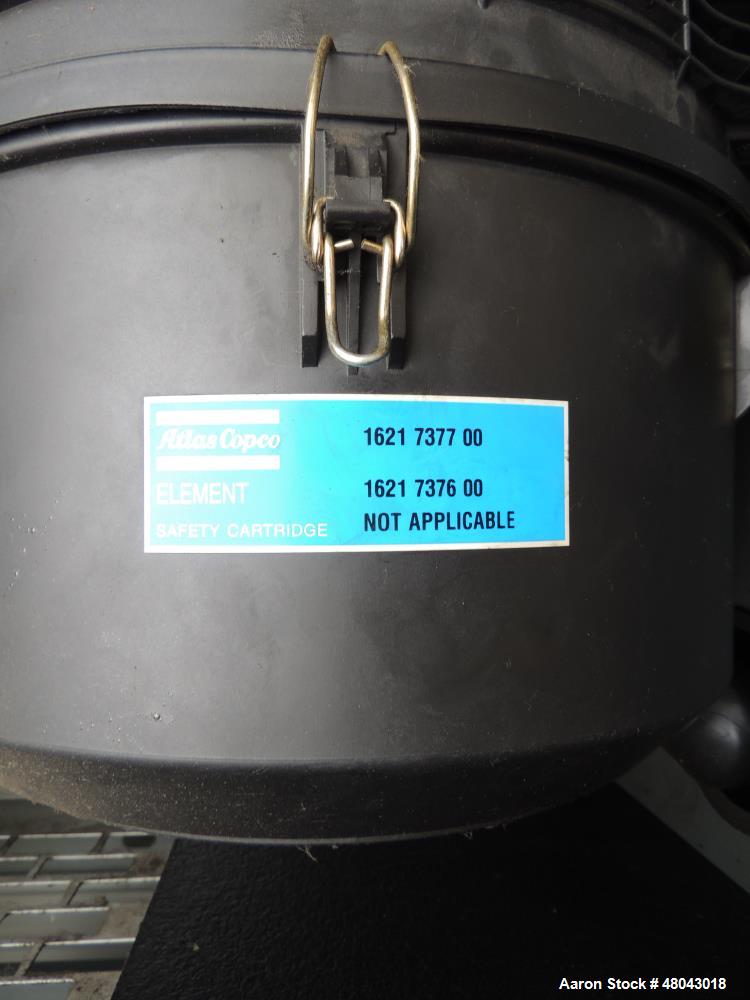 Atlas Copco 1621 7377 00
ELEMENT 1621 7376 00
SAFETY CARTRIDGE NOT APPLICABLE
Aaron Stock # 48043018